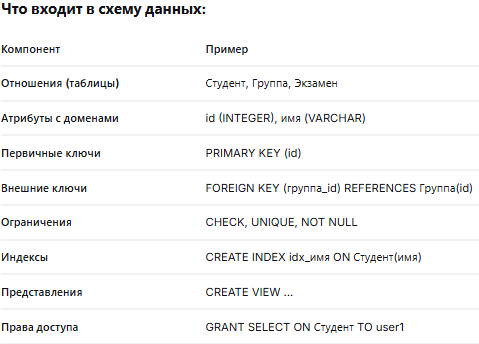 Что входит в схему данных:
Компонент Пример
Отношения (таблицы) Студент, Группа, Экзамен
Атрибуты с доменами id (INTEGER), имя (VARCHAR)
Первичные ключи PRIMARY KEY (id)
Внешние ключи FOREIGN KEY (группа_id) REFERENCES Группа(id)
Ограничения CHECK, UNIQUE, NOT NULL
Индексы CREATE INDEX idx_имя ON Студент(имя)
Представления CREATE VIEW ...
Права доступа GRANT SELECT ON Студент TO user1